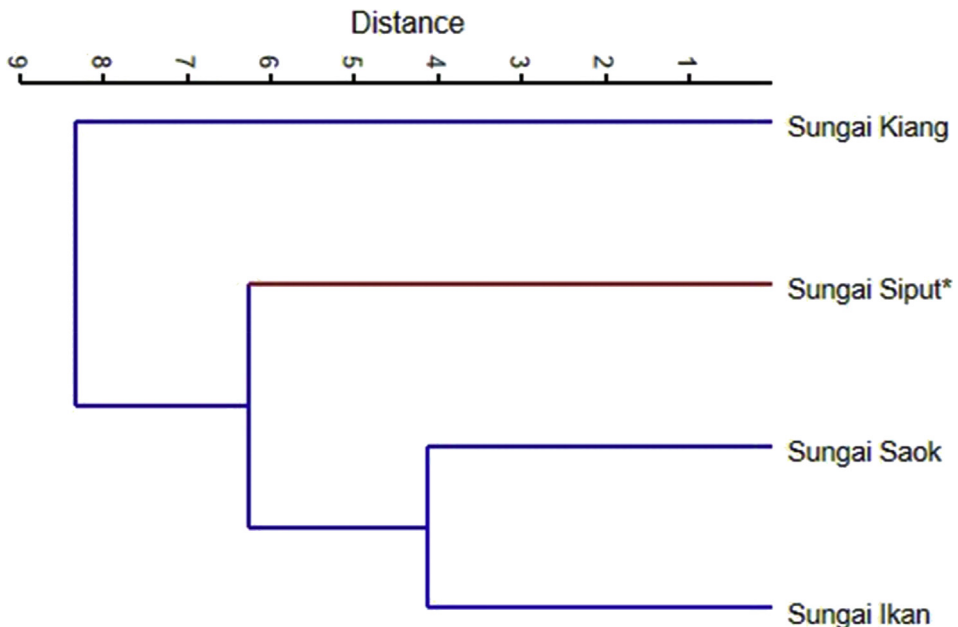 Distance
9 8 7 6 5 4 3 2 1
Sungai Kiang
Sungai Siput*
Sungai Saok
Sungai Ikan